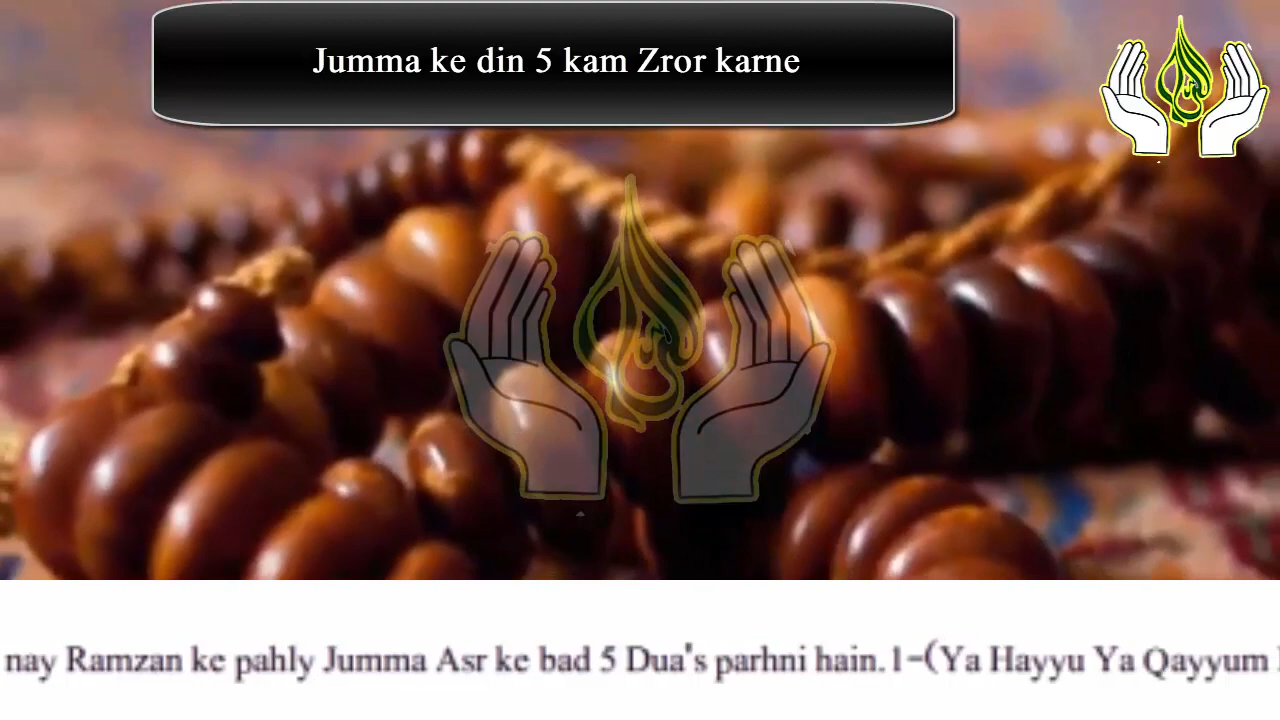 Jumma ke din 5 kam Zror karne
nay Ramzan ke pahly Jumma Asr ke bad 5 Dua's parhni hain.1-(Ya Hayyu Ya Qayyum